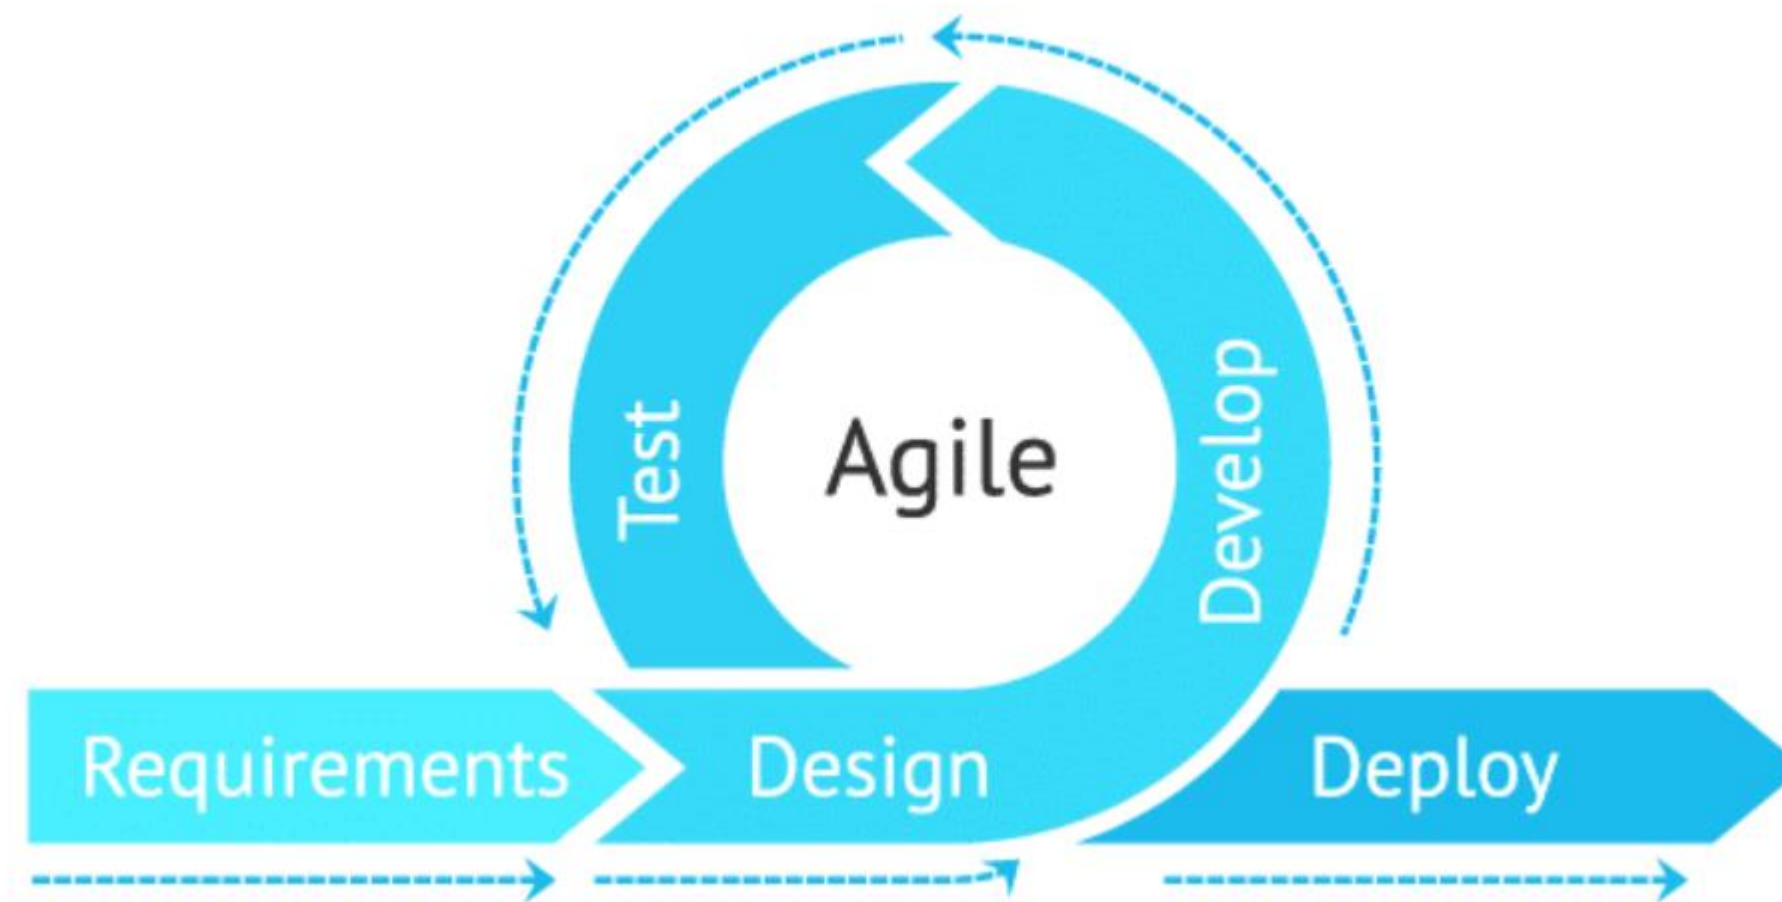 Agile
Test
Develop
Requirements
Design
Deploy